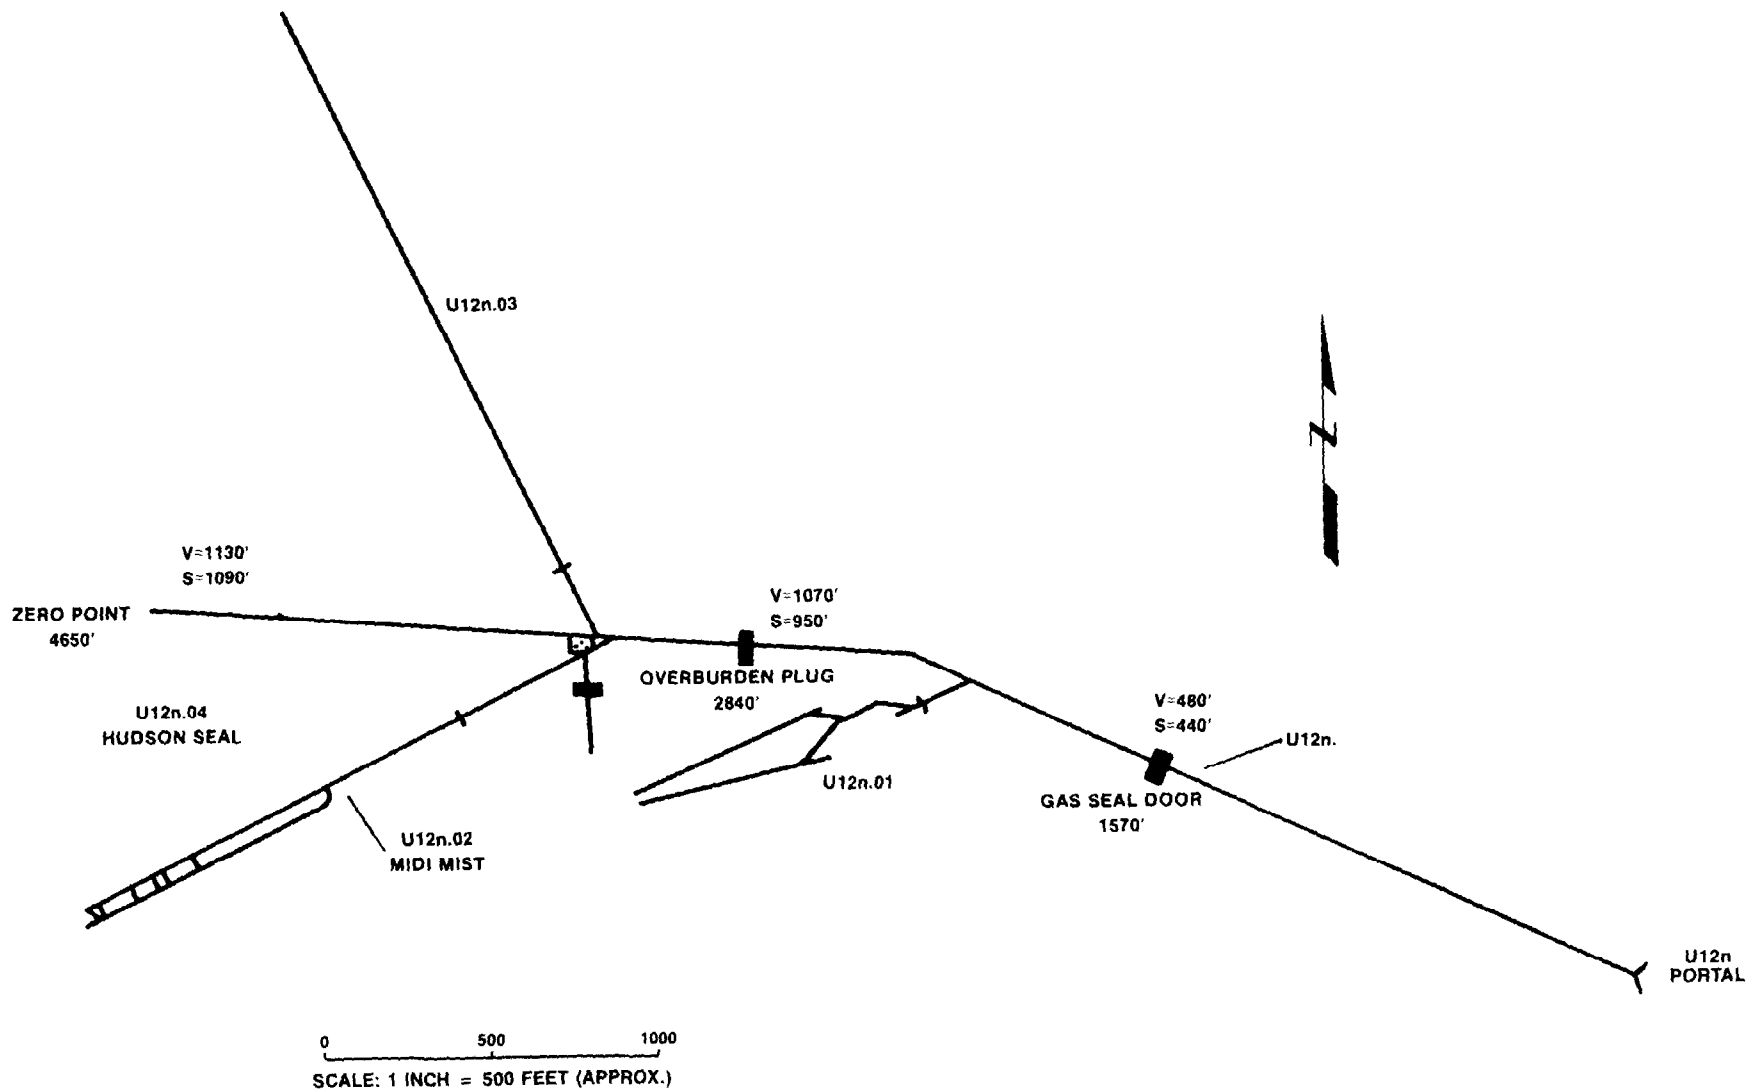 U12n.03
V=1130'
S=1090'
ZERO POINT
4650'
V=1070'
S=950'
OVERBURDEN PLUG
2840'
U12n.04
HUDSON SEAL
V=480'
S=440'
U12n.
U12n.01
GAS SEAL DOOR
1570'
U12n.02
MIDI MIST
U12n
PORTAL
N
0 500 1000
SCALE: 1 INCH = 500 FEET (APPROX.)